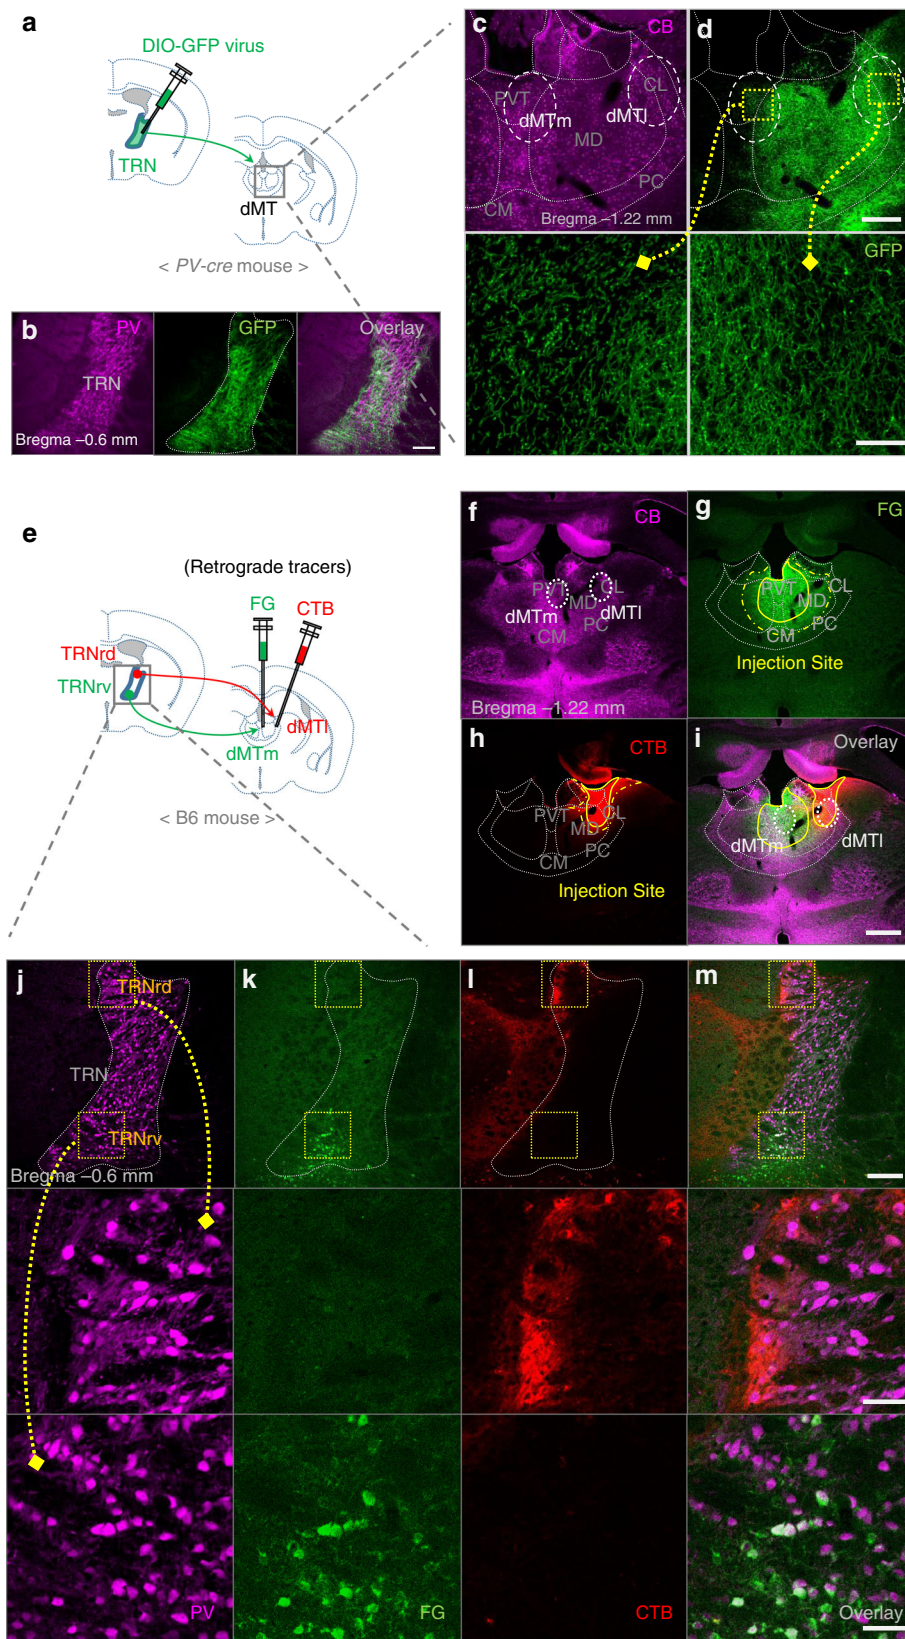 a
DIO-GFP virus
TRN
dMT
< PV-cre mouse >
b
PV
TRN
Bregma –0.6 mm
GFP
Overlay
c
CB
PVT
dMTm
CL
dMTl
MD
PC
CM
Bregma –1.22 mm
d
GFP
e
(Retrograde tracers)
FG
CTB
TRNrd
TRNrv
dMTl
dMTm
< B6 mouse >
f
CB
PVT
CL
dMTm
MD
dMTl
CM
PC
Bregma –1.22 mm
g
FG
PVT
CL
MD
PC
CM
Injection Site
h
CTB
PVT
CL
MD
PC
CM
Injection Site
i
Overlay
dMTm
dMTl
j
TRNrd
TRN
TRNrv
Bregma –0.6 mm
k
l
m
PV
FG
CTB
Overlay